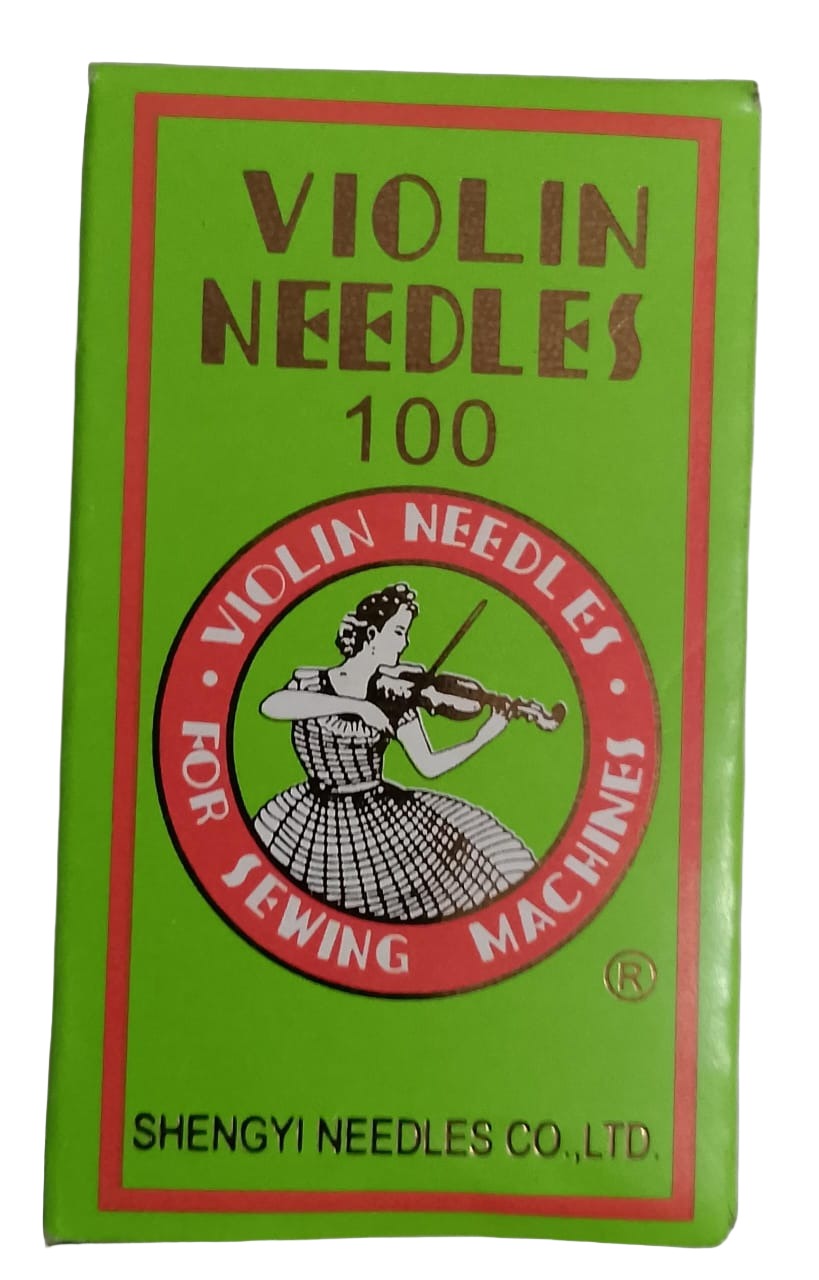 VIOLIN
NEEDLES
100
• VIOLIN NEEDLES •
FOR SEWING MACHINES
®
SHENGYI NEEDLES CO.,LTD.